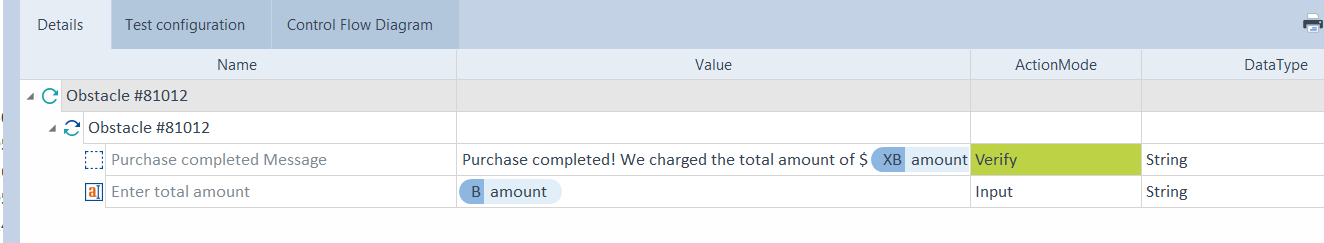 Details Test configuration Control Flow Diagram
Name Value ActionMode DataType
Obstacle #81012
Obstacle #81012
Purchase completed Message Purchase completed! We charged the total amount of $ XB amount Verify String
Enter total amount B amount Input String